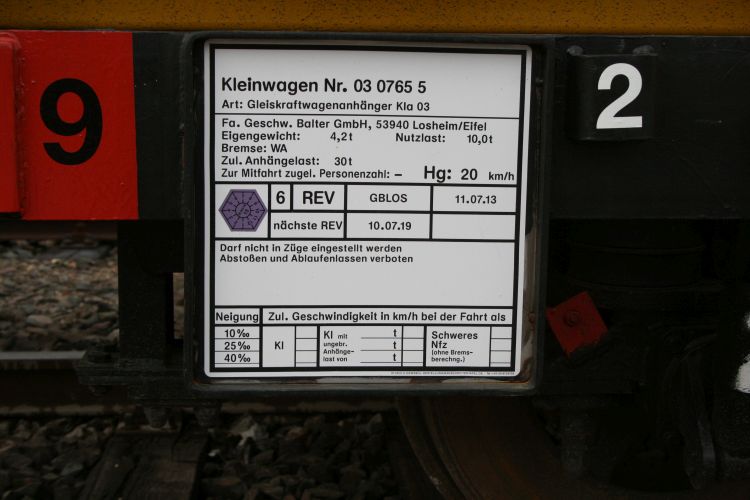 9
2
Kleinwagen Nr. 03 0765 5
Art: Gleiskraftwagenanhänger Kla 03
Fa. Geschw. Balter GmbH, 53940 Losheim/Eifel
Eigengewicht: 4,2t Nutzlast: 10,0t
Bremse: WA
Zul. Anhängelast: 30t
Zur Mitfahrt zugel. Personenzahl: – Hg: 20 km/h
6 REV GBLOS 11.07.13
nächste REV 10.07.19
Darf nicht in Züge eingestellt werden
Abstoßen und Ablaufenlassen verboten
Neigung Zul. Geschwindigkeit in km/h bei der Fahrt als
10‰
25‰
40‰
Kl
Kl mit t
ungebr. t
Anhänge-
last von t
Schweres
Nfz
(ohne Brems-
berechng.)